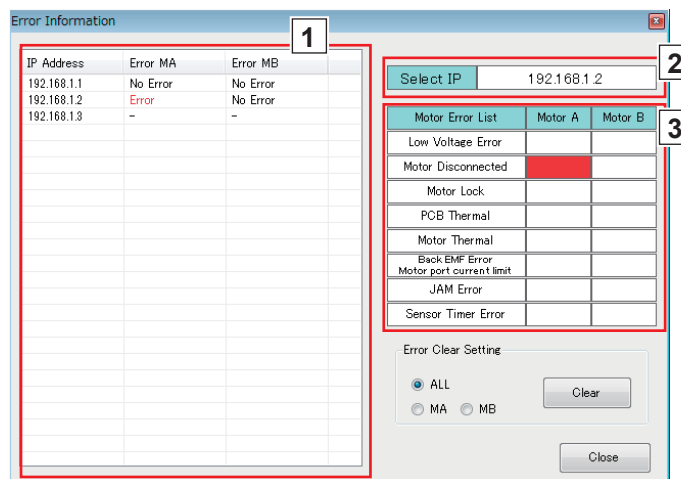 Error Information
1
IP Address Error MA Error MB
192.168.1.1 No Error No Error
192.168.1.2 Error No Error
192.168.1.3 - -
2
Select IP 192.168.1.2
3
Motor Error List Motor A Motor B
Low Voltage Error
Motor Disconnected
Motor Lock
PCB Thermal
Motor Thermal
Back EMF Error
Motor port current limit
JAM Error
Sensor Timer Error
Error Clear Setting
ALL
Clear
MA MB
Close